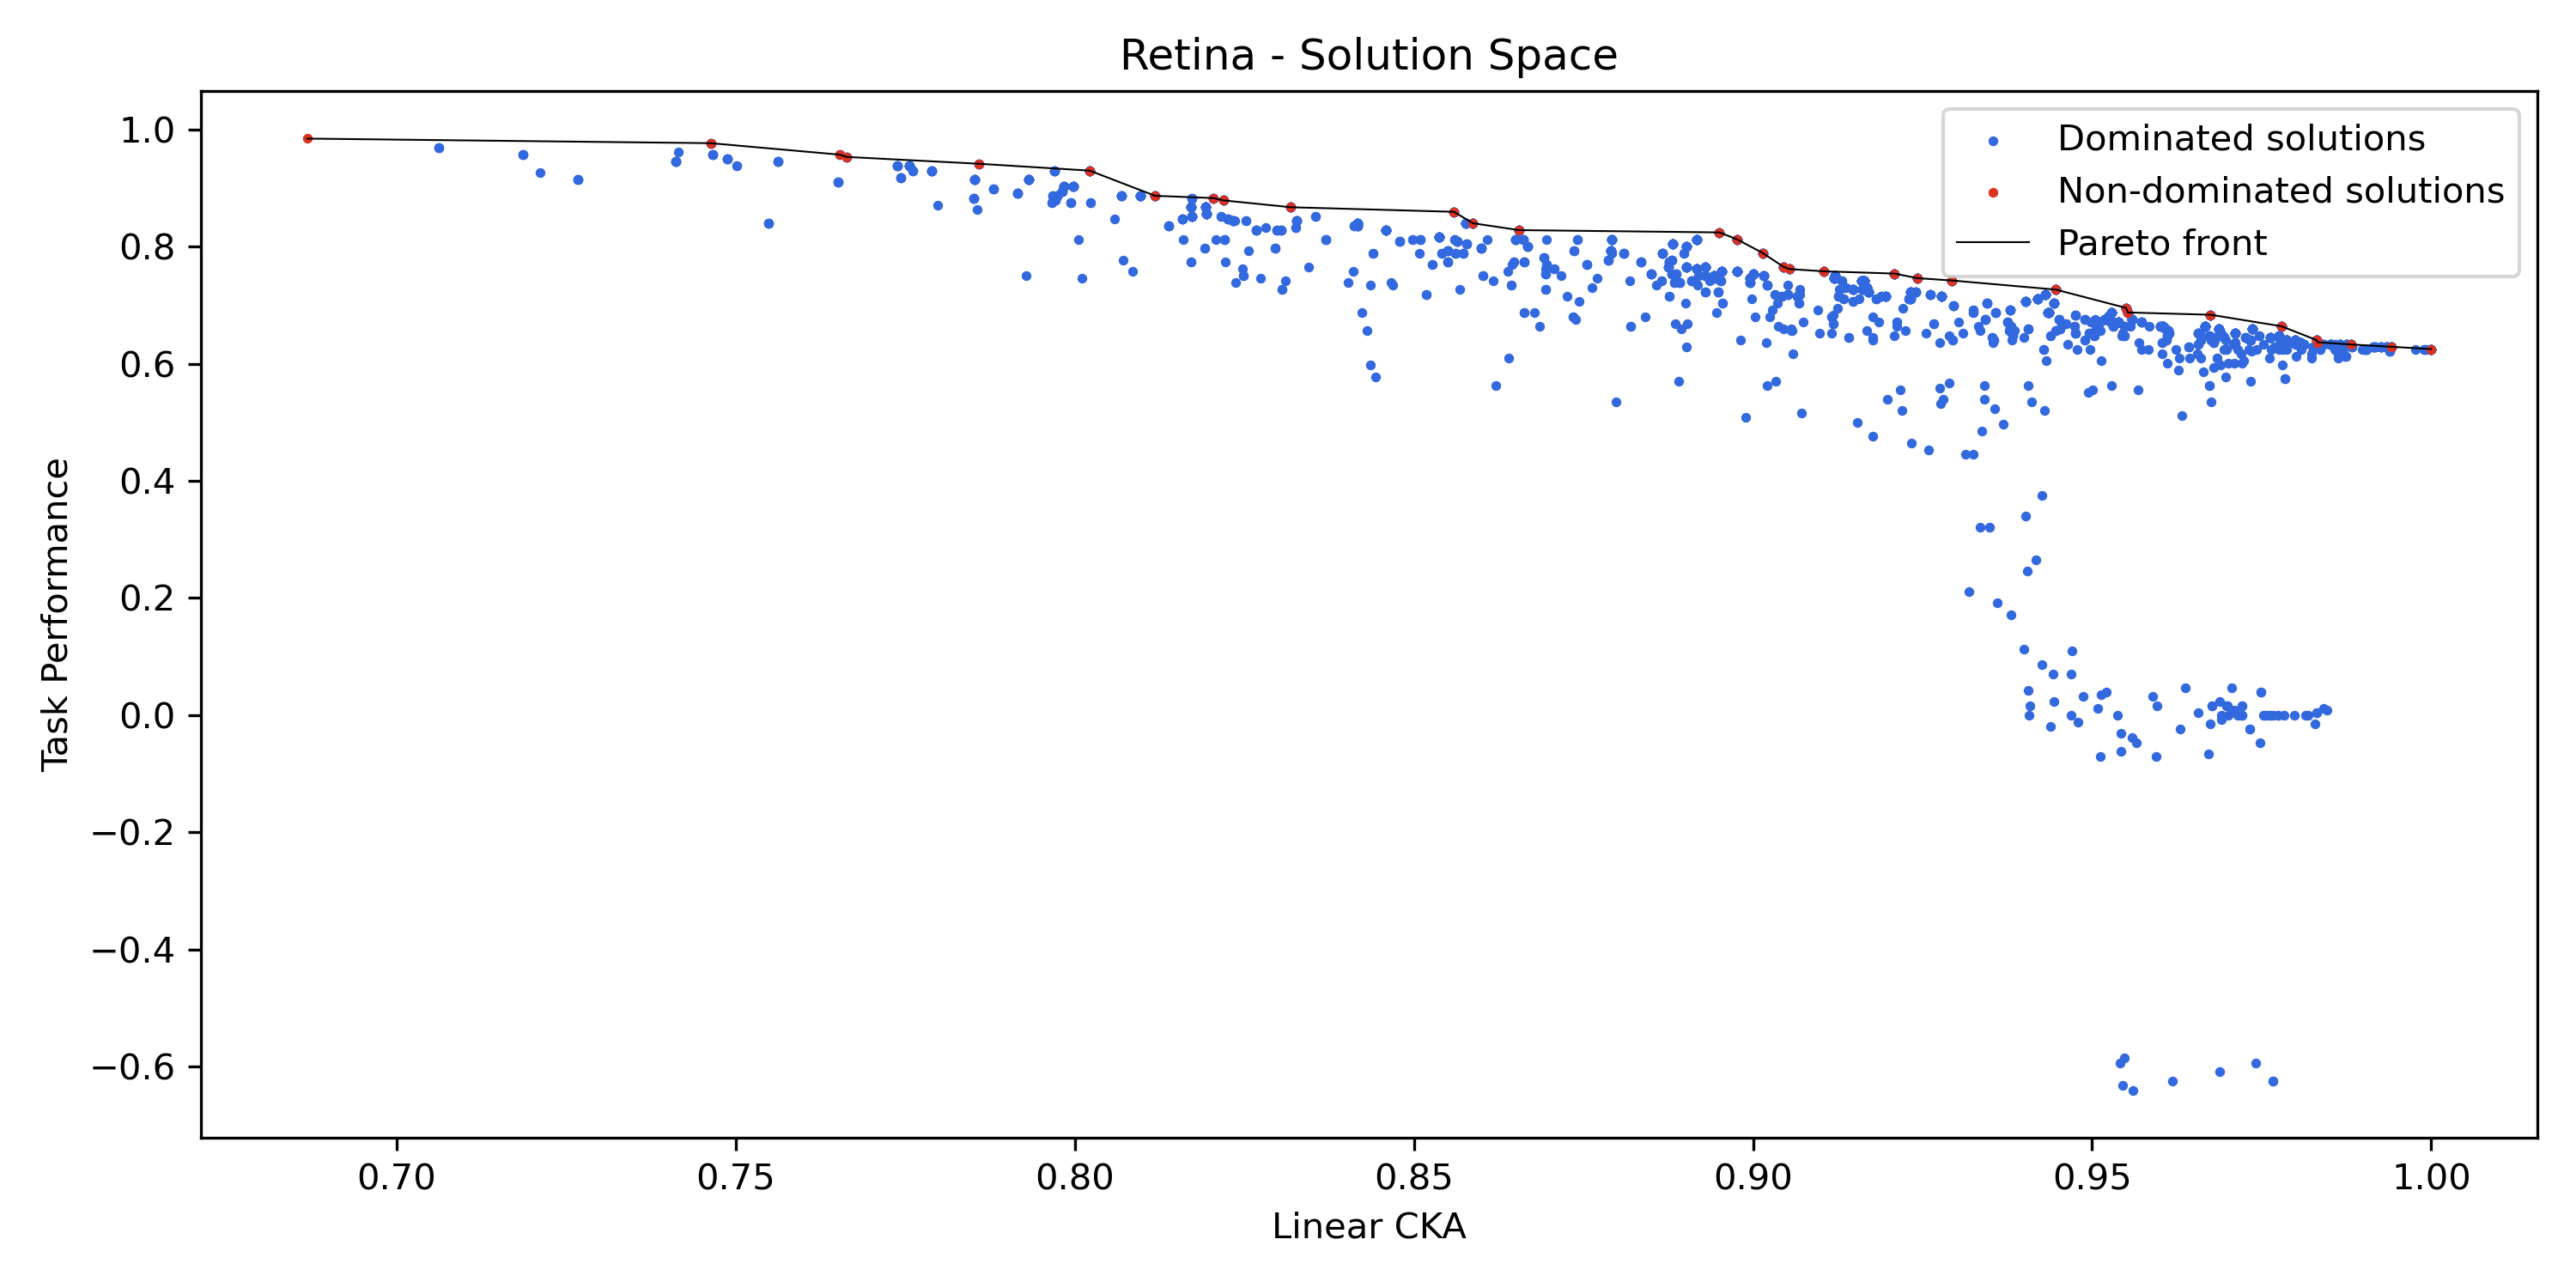 Retina - Solution Space
Dominated solutions
Non-dominated solutions
Pareto front
Task Performance
1.0
0.8
0.6
0.4
0.2
0.0
−0.2
−0.4
−0.6
0.70
0.75
0.80
0.85
0.90
0.95
1.00
Linear CKA